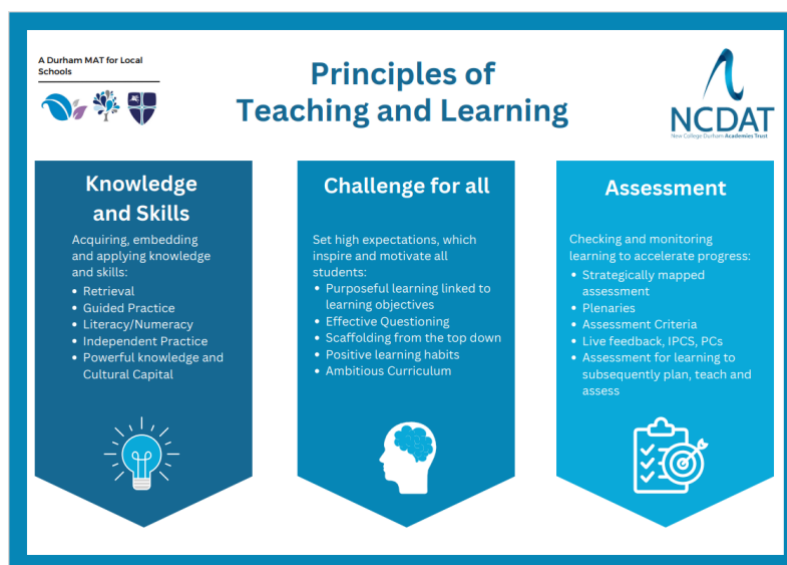 A Durham MAT for Local
Schools
Principles of
Teaching and Learning
NCDAT
New College Durham Academies Trust
Knowledge
and Skills
Acquiring, embedding
and applying knowledge
and skills:
• Retrieval
• Guided Practice
• Literacy/Numeracy
• Independent Practice
• Powerful knowledge and
Cultural Capital
Challenge for all
Set high expectations, which
inspire and motivate all
students:
• Purposeful learning linked to
learning objectives
• Effective Questioning
• Scaffolding from the top down
• Positive learning habits
• Ambitious Curriculum
Assessment
Checking and monitoring
learning to accelerate progress:
• Strategically mapped
assessment
• Plenaries
• Assessment Criteria
• Live feedback, IPCS, PCs
• Assessment for learning to
subsequently plan, teach and
assess